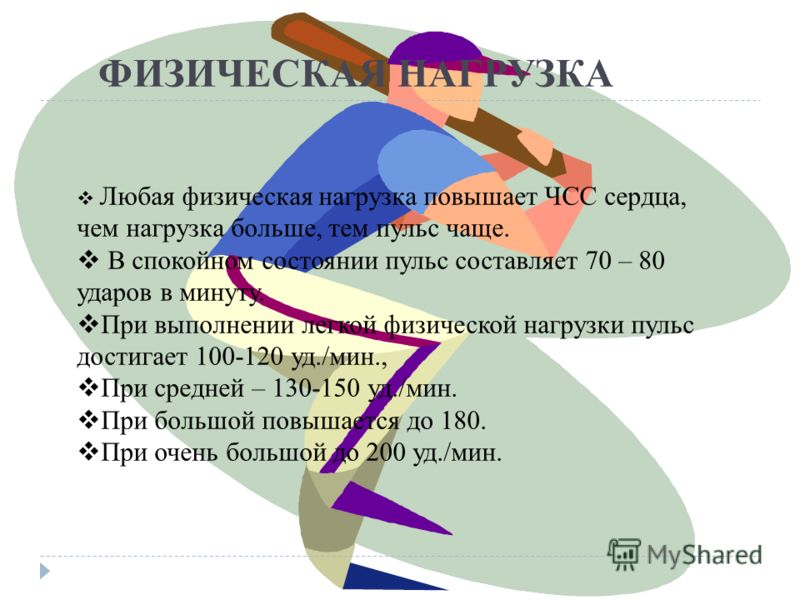 ФИЗИЧЕСКАЯ НАГРУЗКА
❖ Любая физическая нагрузка повышает ЧСС сердца,
чем нагрузка больше, тем пульс чаще.
❖ В спокойном состоянии пульс составляет 70 – 80
ударов в минуту.
❖При выполнении легкой физической нагрузки пульс
достигает 100-120 уд./мин.,
❖При средней – 130-150 уд./мин.
❖При большой повышается до 180.
❖При очень большой до 200 уд./мин.
MyShared